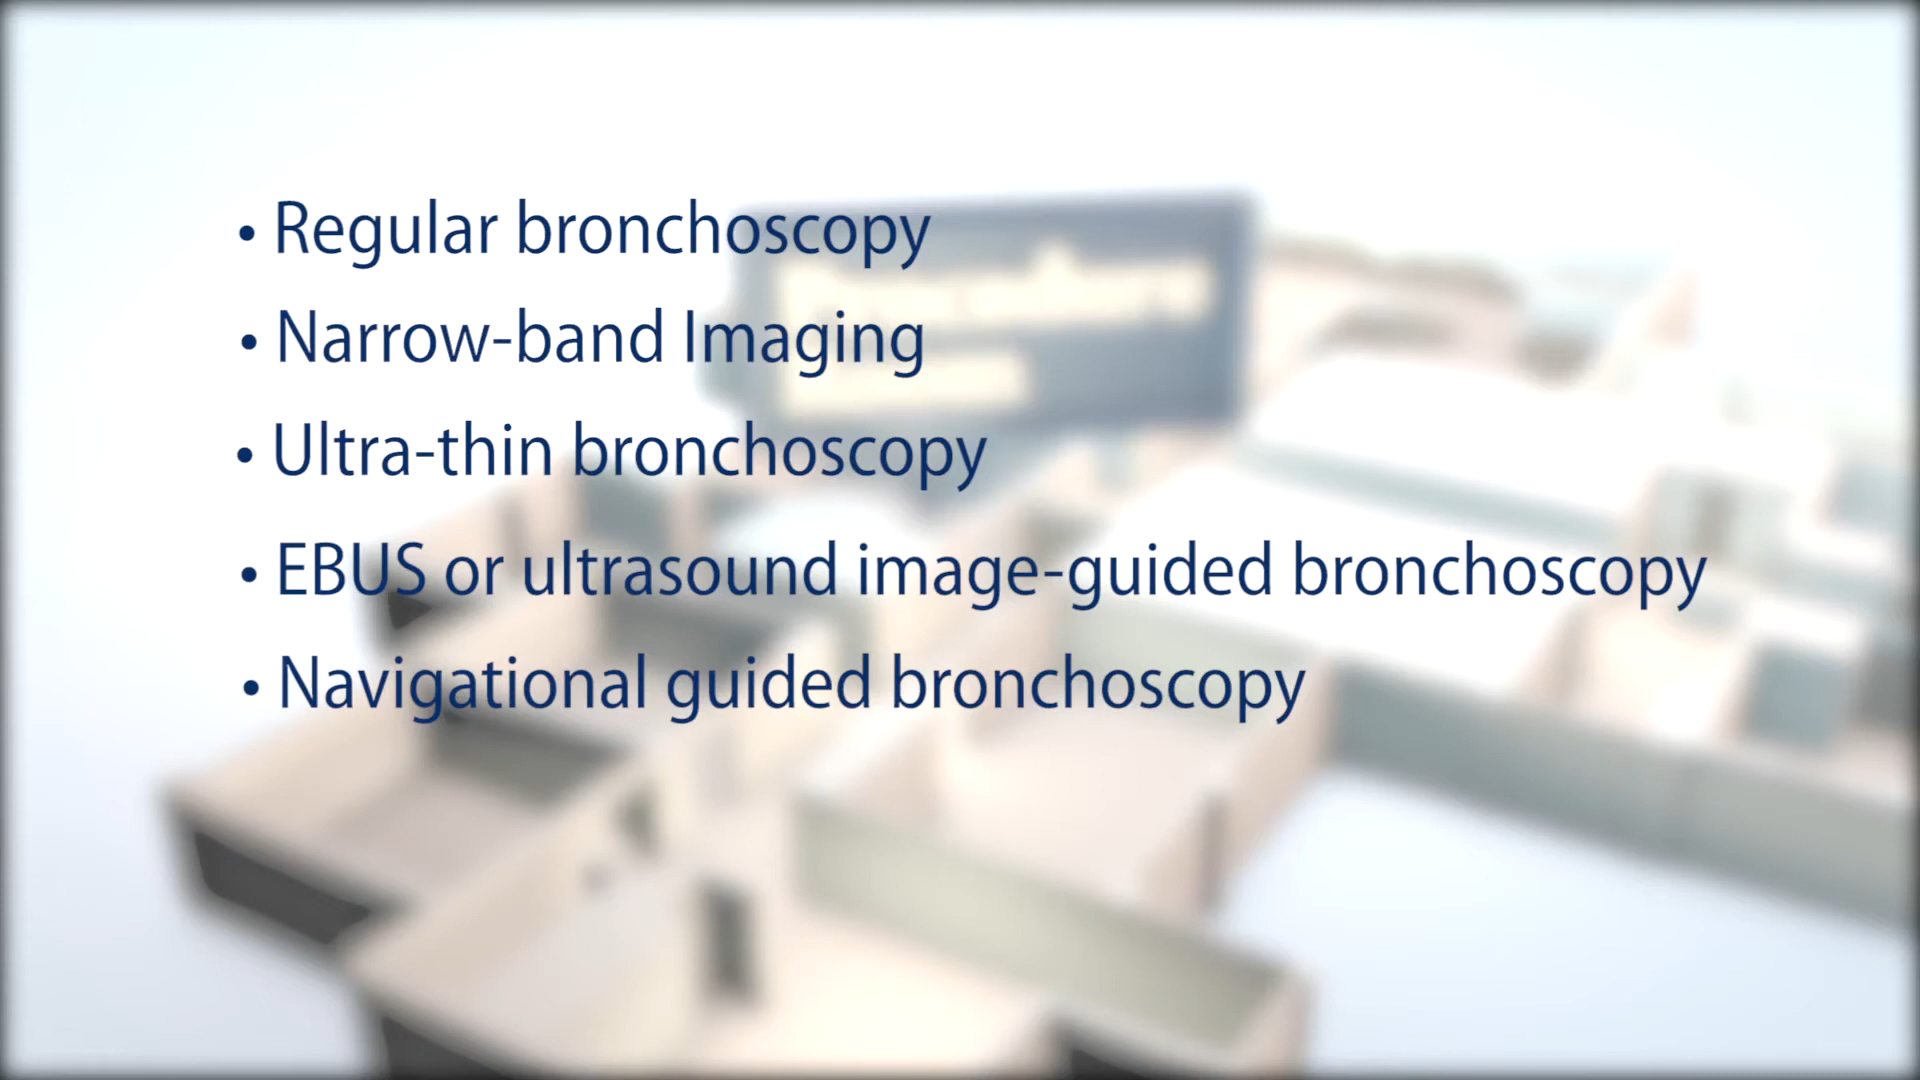 • Regular bronchoscopy
• Narrow-band Imaging
• Ultra-thin bronchoscopy
• EBUS or ultrasound image-guided bronchoscopy
• Navigational guided bronchoscopy